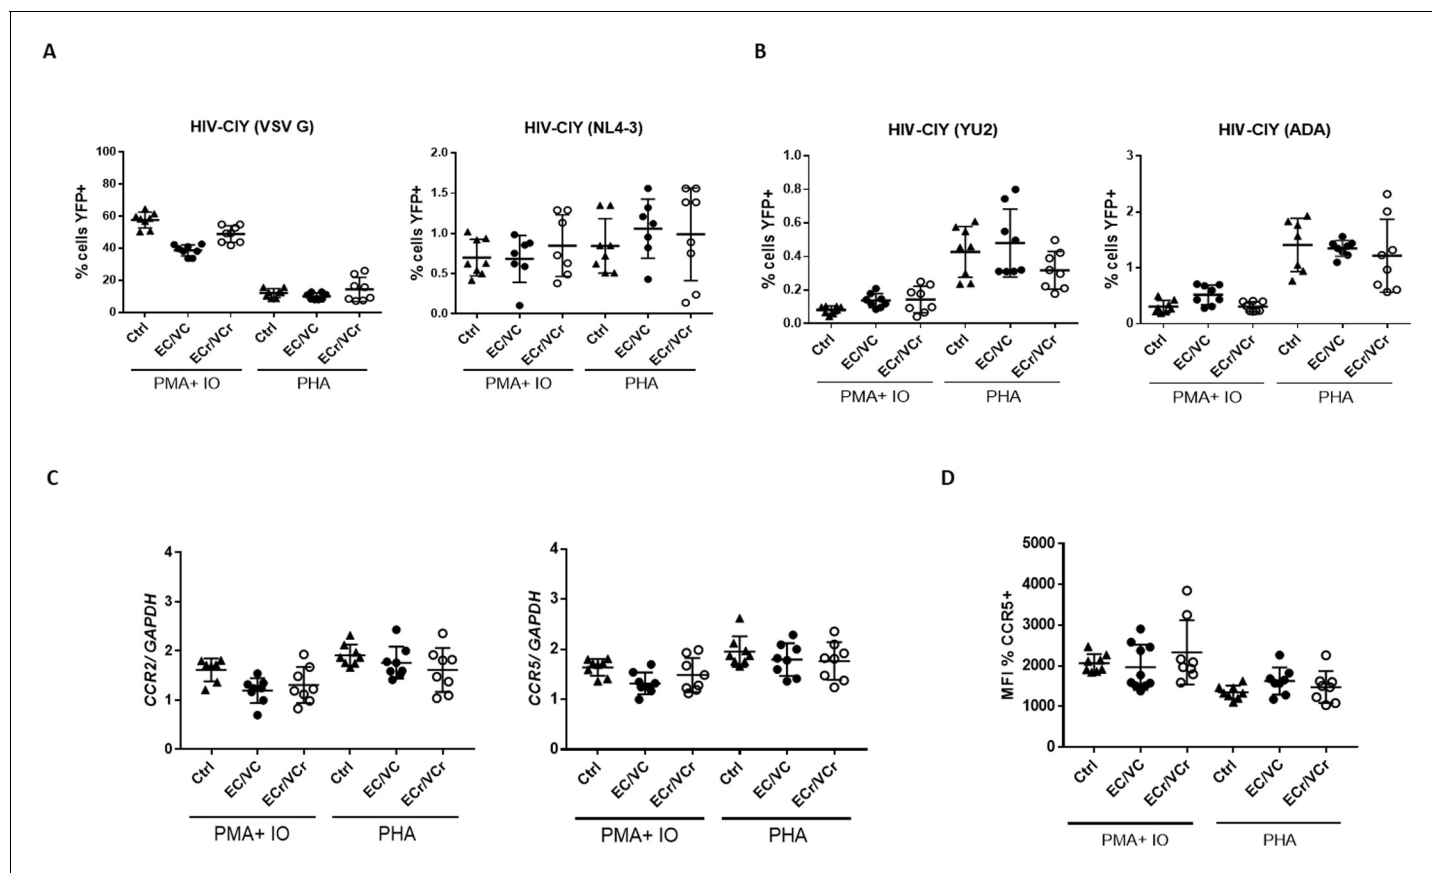 A
B
HIV-CIY (VSV G)
HIV-CIY (NL4-3)
HIV-CIY (YU2)
HIV-CIY (ADA)
% cells YFP+
100
80
60
40
20
0
Ctrl
EC/VC
ECr/VCr
Ctrl
EC/VC
ECr/VCr
PMA+ IO
PHA
% cells YFP+
2.0
1.5
1.0
0.5
0.0
Ctrl
EC/VC
ECr/VCr
Ctrl
EC/VC
ECr/VCr
PMA+ IO
PHA
% cells YFP+
1.0
0.8
0.6
0.4
0.2
0.0
Ctrl
EC/VC
ECr/VCr
Ctrl
EC/VC
ECr/VCr
PMA+ IO
PHA
% cells YFP+
3
2
1
0
Ctrl
EC/VC
ECr/VCr
Ctrl
EC/VC
ECr/VCr
PMA+ IO
PHA
C
D
CCR2/ GAPDH
4
3
2
1
0
Ctrl
EC/VC
ECr/VCr
Ctrl
EC/VC
ECr/VCr
PMA+ IO
PHA
CCR5/ GAPDH
4
3
2
1
0
Ctrl
EC/VC
ECr/VCr
Ctrl
EC/VC
ECr/VCr
PMA+ IO
PHA
MFI % CCR5+
5000
4000
3000
2000
1000
0
Ctrl
EC/VC
ECr/VCr
Ctrl
EC/VC
ECr/VCr
PMA+ IO
PHA